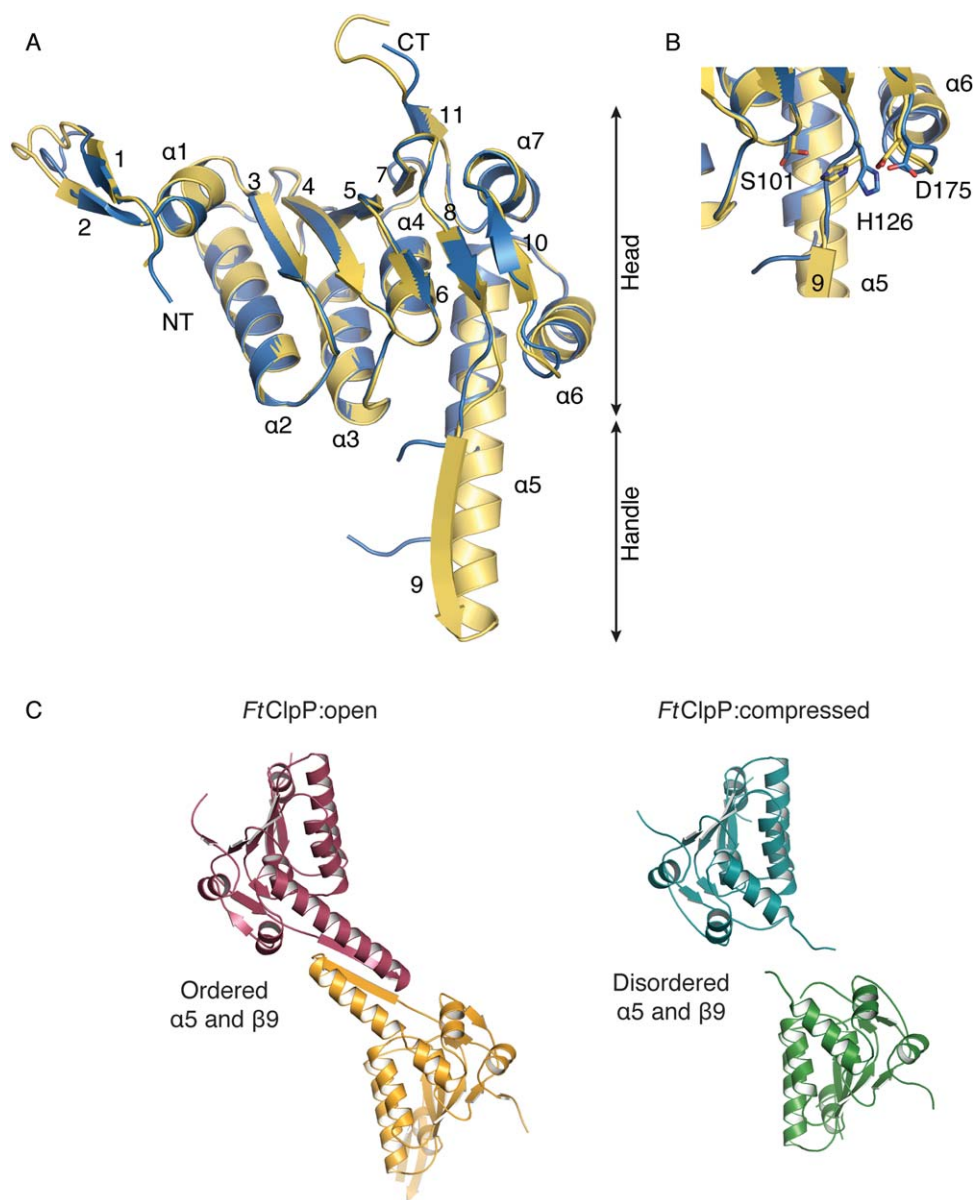 A
CT
B
α6
11
α7
1
α1
3
4
5
7
α4
8
S101
D175
H126
2
10
9
α5
NT
6
Head
α2
α3
α6
α5
Handle
9
C
FtClpP:open
FtClpP:compressed
Ordered
α5 and β9
Disordered
α5 and β9